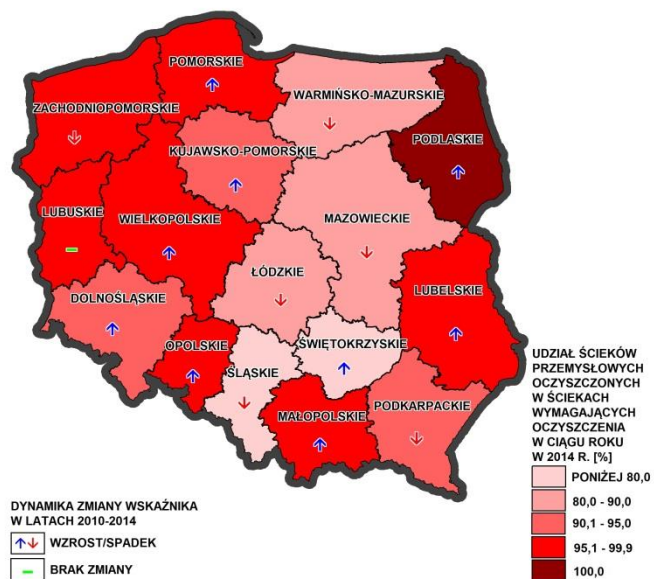 POMORSKIE
WARMIŃSKO-MAZURSKIE
ZACHODNIOPOMORSKIE
PODLASKIE
KUJAWSKO-POMORSKIE
LUBUSKIE
WIELKOPOLSKIE
MAZOWIECKIE
ŁÓDZKIE
LUBELSKIE
DOLNOŚLĄSKIE
OPOLSKIE
ŚWIĘTOKRZYSKIE
ŚLĄSKIE
MAŁOPOLSKIE
PODKARPACKIE
UDZIAŁ ŚCIEKÓW
PRZEMYSŁOWYCH
OCZYSZCZONYCH
W ŚCIEKACH
WYMAGAJĄCYCH
OCZYSZCZENIA
W CIĄGU ROKU
W 2014 R. [%]
PONIŻEJ 80,0
80,0 - 90,0
90,1 - 95,0
95,1 - 99,9
100,0
DYNAMIKA ZMIANY WSKAŹNIKA
W LATACH 2010-2014
WZROST/SPADEK
BRAK ZMIANY